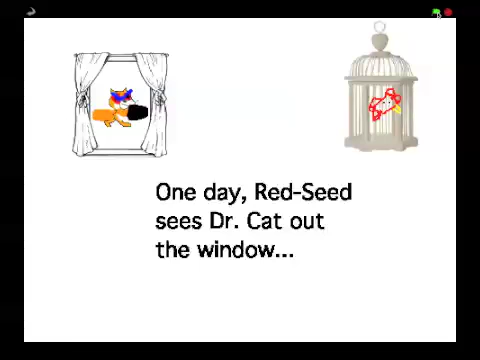 One day, Red-Seed
sees Dr. Cat out
the window...